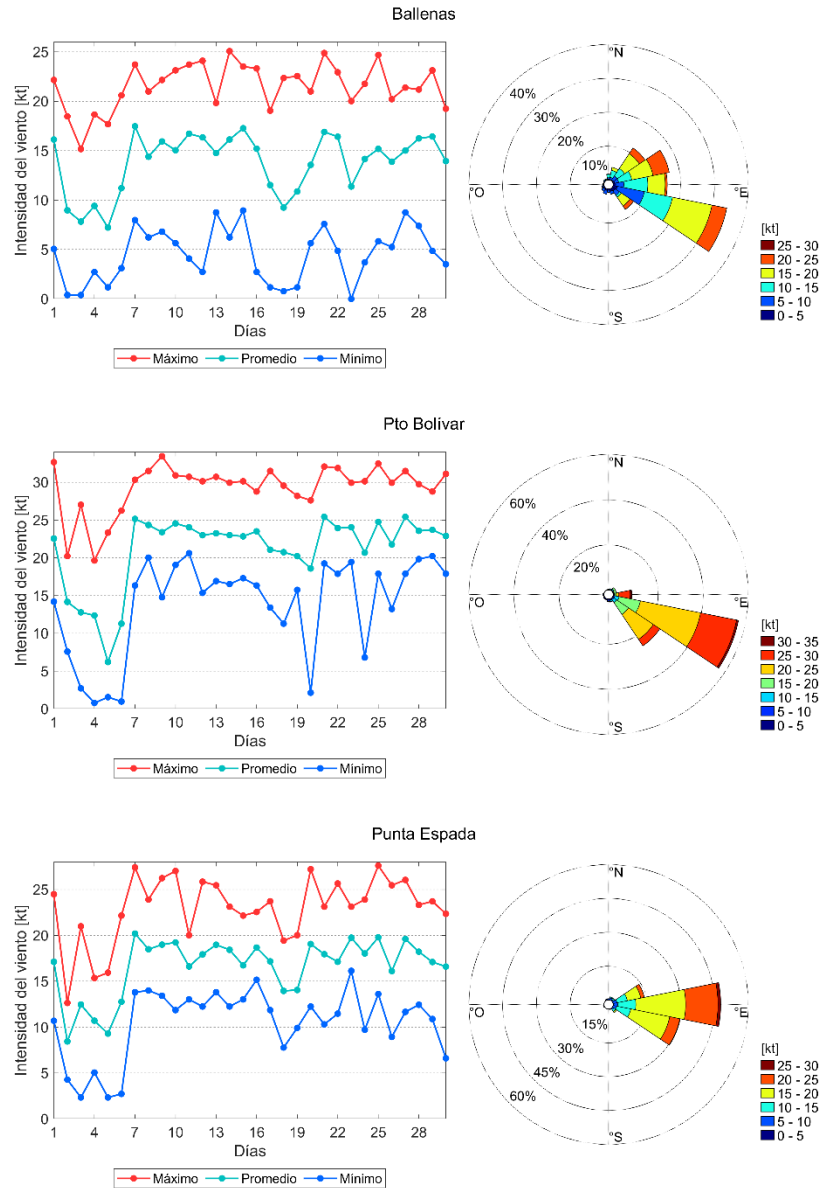 Ballenas
Intensidad del viento [kt]
25
20
15
10
5
0
1 4 7 10 13 16 19 22 25 28
Días
Máximo Promedio Mínimo
°N
°E
°S
°O
40%
30%
20%
10%
[kt]
25 - 30
20 - 25
15 - 20
10 - 15
5 - 10
0 - 5
Pto Bolívar
Intensidad del viento [kt]
30
25
20
15
10
5
0
1 4 7 10 13 16 19 22 25 28
Días
Máximo Promedio Mínimo
°N
°E
°S
°O
60%
40%
20%
[kt]
30 - 35
25 - 30
20 - 25
15 - 20
10 - 15
5 - 10
0 - 5
Punta Espada
Intensidad del viento [kt]
25
20
15
10
5
0
1 4 7 10 13 16 19 22 25 28
Días
Máximo Promedio Mínimo
°N
°E
°S
°O
15%
30%
45%
60%
[kt]
25 - 30
20 - 25
15 - 20
10 - 15
5 - 10
0 - 5